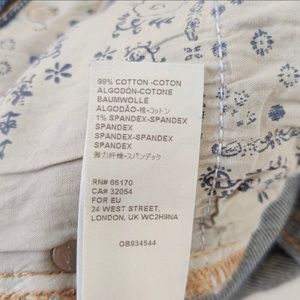 99% COTTON -COTON
ALGODÓN-COTONE
BAUMWOLLE
ALGODÃO-棉-コットン
1% SPANDEX-SPANDEX
SPANDEX
SPANDEX-SPANDEX
SPANDEX
弹力纤维-スパンデック
RN# 66170
CA# 32054
FOR EU
24 WEST STREET,
LONDON, UK WC2H9NA
OB934544